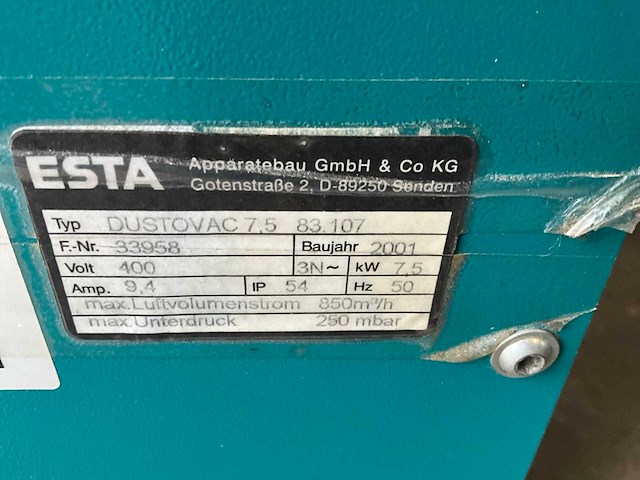 ESTA Apparatebau GmbH & Co KG
Gotenstraße 2, D-89250 Senden
Typ DUSTOVAC 7,5 83.107
F.-Nr. 33958 Baujahr 2001
Volt 400 3N~ kW 7,5
Amp. 9,4 IP 54 Hz 50
max.Luftvolumenstrom 850m³/h
max.Unterdruck 250 mbar